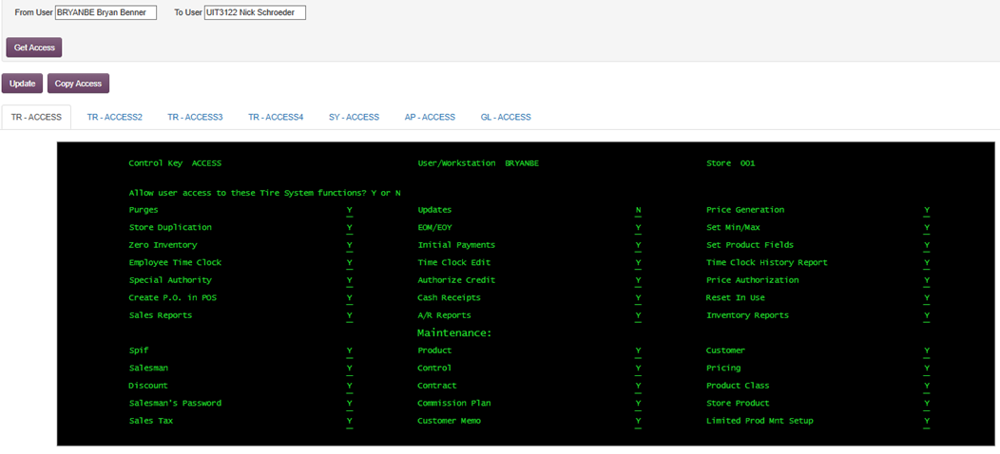 From User BRYANBE Bryan Benner To User UIT3122 Nick Schroeder
Get Access
Update Copy Access
TR - ACCESS TR - ACCESS2 TR - ACCESS3 TR - ACCESS4 SY - ACCESS AP - ACCESS GL - ACCESS
Control Key ACCESS User/Workstation BRYANBE Store 001
Allow user access to these Tire System functions? Y or N
Purges Y Updates N Price Generation Y
Store Duplication Y EOM/EOY Y Set Min/Max Y
Zero Inventory Y Initial Payments Y Set Product Fields Y
Employee Time Clock Y Time Clock Edit Y Time Clock History Report Y
Special Authority Y Authorize Credit Y Price Authorization Y
Create P.O. in POS Y Cash Receipts Y Reset In Use Y
Sales Reports Y A/R Reports Y Inventory Reports Y
Maintenance:
Spif Y Product Y Customer Y
Salesman Y Control Y Pricing Y
Discount Y Contract Y Product Class Y
Salesman's Password Y Commission Plan Y Store Product Y
Sales Tax Y Customer Memo Y Limited Prod Mnt Setup Y